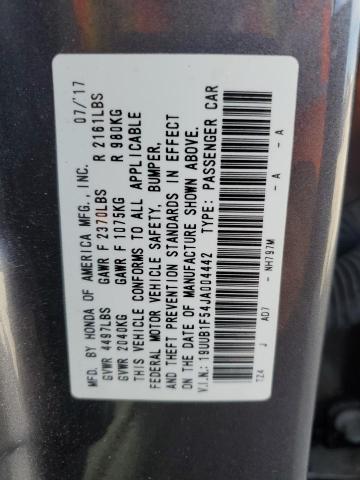 MFD. BY HONDA OF AMERICA MFG., INC. 07/17
GVWR 4497LBS GAWR F 2370LBS R 2161LBS
GVWR 2040KG GAWR F 1075KG R 980KG
THIS VEHICLE CONFORMS TO ALL APPLICABLE
FEDERAL MOTOR VEHICLE SAFETY, BUMPER,
AND THEFT PREVENTION STANDARDS IN EFFECT
ON THE DATE OF MANUFACTURE SHOWN ABOVE.
V.I.N.: 19UUB1F54JA004442 TYPE: PASSENGER CAR
TZ4 J AD7 - NH797M - A - A